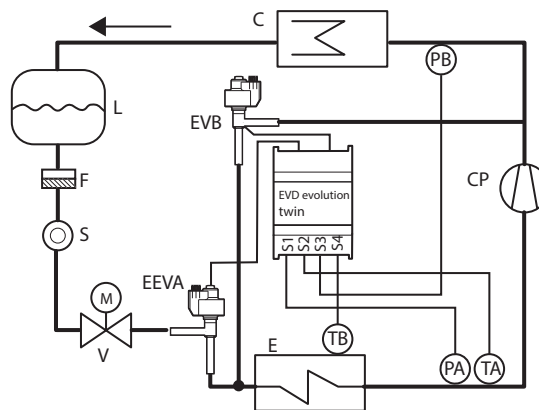 C
PB
L
EVB
F
CP
EVD evolution
twin
S
S1
S2
S3
S4
EEVA
M
TB
V
E
PA
TA